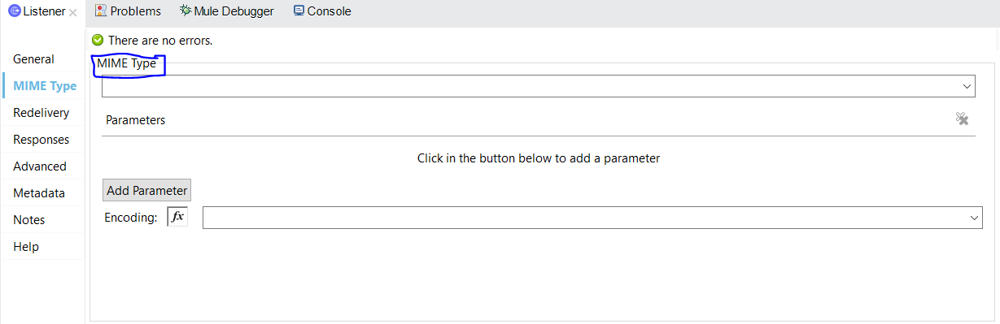 Listener Problems Mule Debugger Console
There are no errors.
General
MIME Type
Redelivery
Responses
Advanced
Metadata
Notes
Help
MIME Type
Parameters
Click in the button below to add a parameter
Add Parameter
Encoding: fx